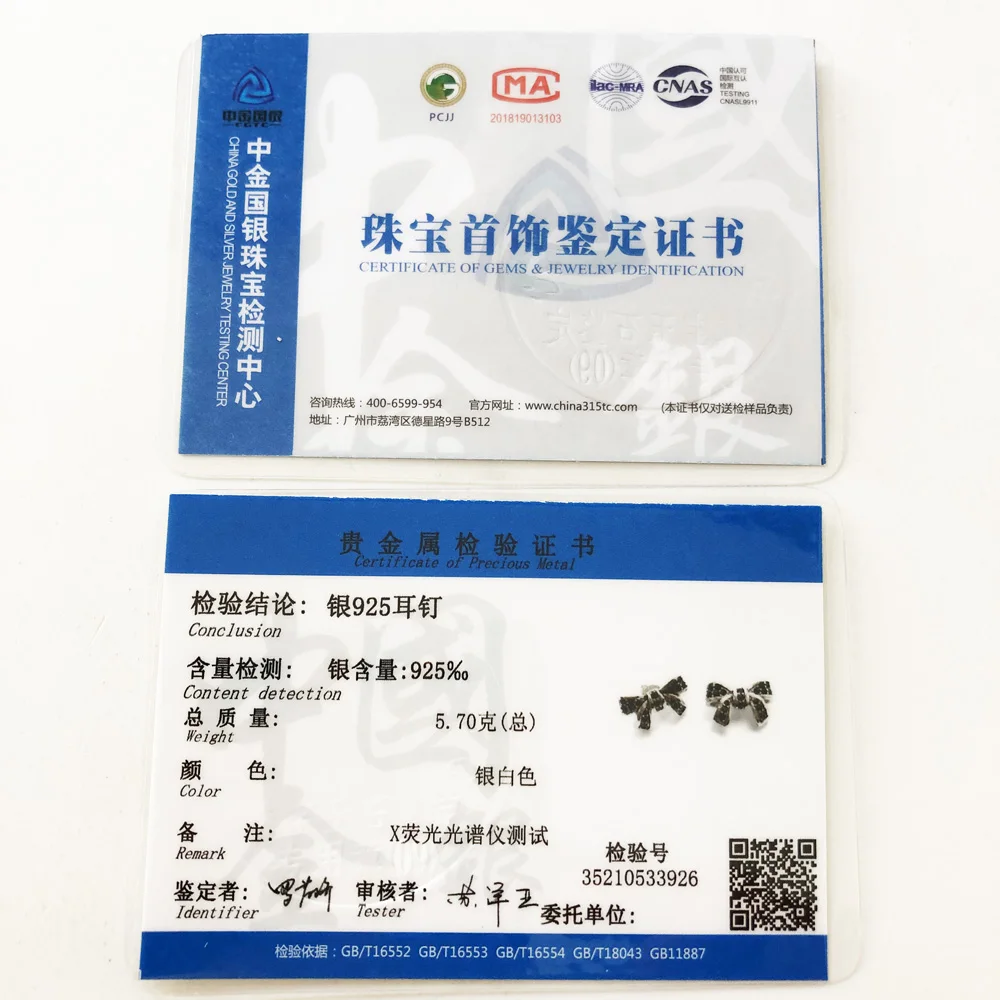 中金国银
CGTC
中金国银珠宝检测中心
CHINA GOLD AND SILVER JEWELRY TESTING CENTER
PCJJ
MA
201819013103
ilac-MRA
CNAS
中国认可
国际互认
检测
TESTING
CNASL9911
珠宝首饰鉴定证书
CERTIFICATE OF GEMS & JEWELRY IDENTIFICATION
咨询热线：400-6599-954 官方网址：www.china315tc.com (本证书仅对送检样品负责)
地址：广州市荔湾区德星路9号B512
贵金属检验证书
Certificate of Precious Metal
检验结论: 银925耳钉
Conclusion
含量检测: 银含量:925‰
Content detection
总质量: 5.70克(总)
Weight
颜色: 银白色
Color
备注: X荧光光谱仪测试
Remark
检验号
35210533926
鉴定者: 审核者: 苏泽卫 委托单位:
Identifier Tester
检验依据：GB/T16552 GB/T16553 GB/T16554 GB/T18043 GB11887